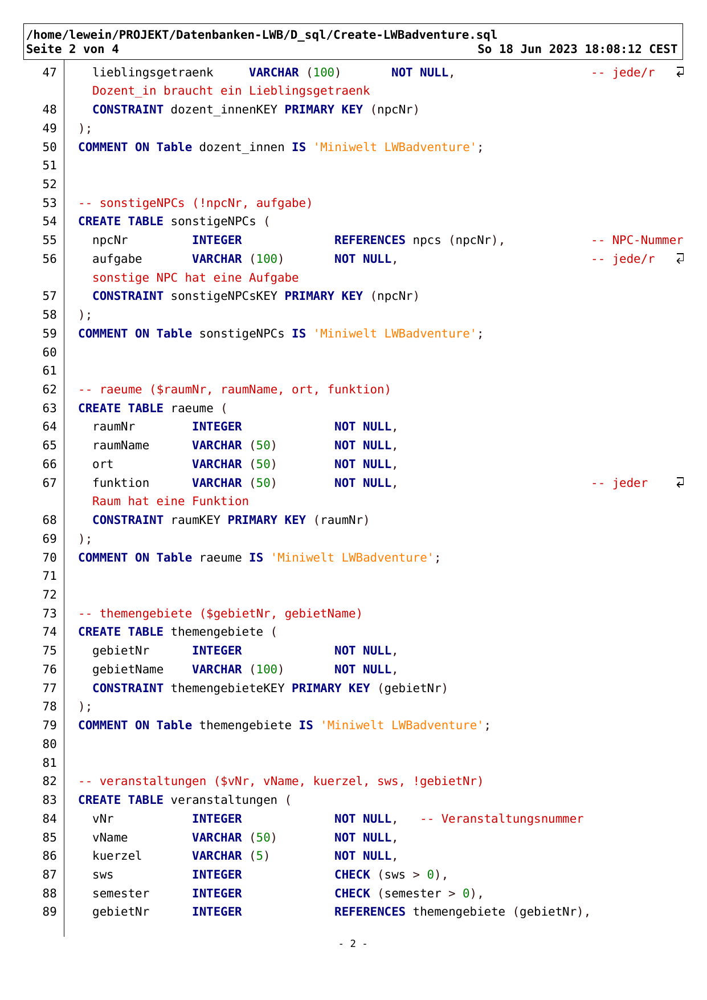 /home/lewein/PROJEKT/Datenbanken-LWB/D_sql/Create-LWBadventure.sql
Seite 2 von 4 So 18 Jun 2023 18:08:12 CEST
47 lieblingsgetraenk VARCHAR (100) NOT NULL, -- jede/r
Dozent_in braucht ein Lieblingsgetraenk
48 CONSTRAINT dozent_innenKEY PRIMARY KEY (npcNr)
49 );
50 COMMENT ON Table dozent_innen IS 'Miniwelt LWBadventure';
51
52
53 -- sonstigeNPCs (!npcNr, aufgabe)
54 CREATE TABLE sonstigeNPCs (
55 npcNr INTEGER REFERENCES npcs (npcNr), -- NPC-Nummer
56 aufgabe VARCHAR (100) NOT NULL, -- jede/r
sonstige NPC hat eine Aufgabe
57 CONSTRAINT sonstigeNPCsKEY PRIMARY KEY (npcNr)
58 );
59 COMMENT ON Table sonstigeNPCs IS 'Miniwelt LWBadventure';
60
61
62 -- raeume ($raumNr, raumName, ort, funktion)
63 CREATE TABLE raeume (
64 raumNr INTEGER NOT NULL,
65 raumName VARCHAR (50) NOT NULL,
66 ort VARCHAR (50) NOT NULL,
67 funktion VARCHAR (50) NOT NULL, -- jeder
Raum hat eine Funktion
68 CONSTRAINT raumKEY PRIMARY KEY (raumNr)
69 );
70 COMMENT ON Table raeume IS 'Miniwelt LWBadventure';
71
72
73 -- themengebiete ($gebietNr, gebietName)
74 CREATE TABLE themengebiete (
75 gebietNr INTEGER NOT NULL,
76 gebietName VARCHAR (100) NOT NULL,
77 CONSTRAINT themengebieteKEY PRIMARY KEY (gebietNr)
78 );
79 COMMENT ON Table themengebiete IS 'Miniwelt LWBadventure';
80
81
82 -- veranstaltungen ($vNr, vName, kuerzel, sws, !gebietNr)
83 CREATE TABLE veranstaltungen (
84 vNr INTEGER NOT NULL, -- Veranstaltungsnummer
85 vName VARCHAR (50) NOT NULL,
86 kuerzel VARCHAR (5) NOT NULL,
87 sws INTEGER CHECK (sws > 0),
88 semester INTEGER CHECK (semester > 0),
89 gebietNr INTEGER REFERENCES themengebiete (gebietNr),
- 2 -